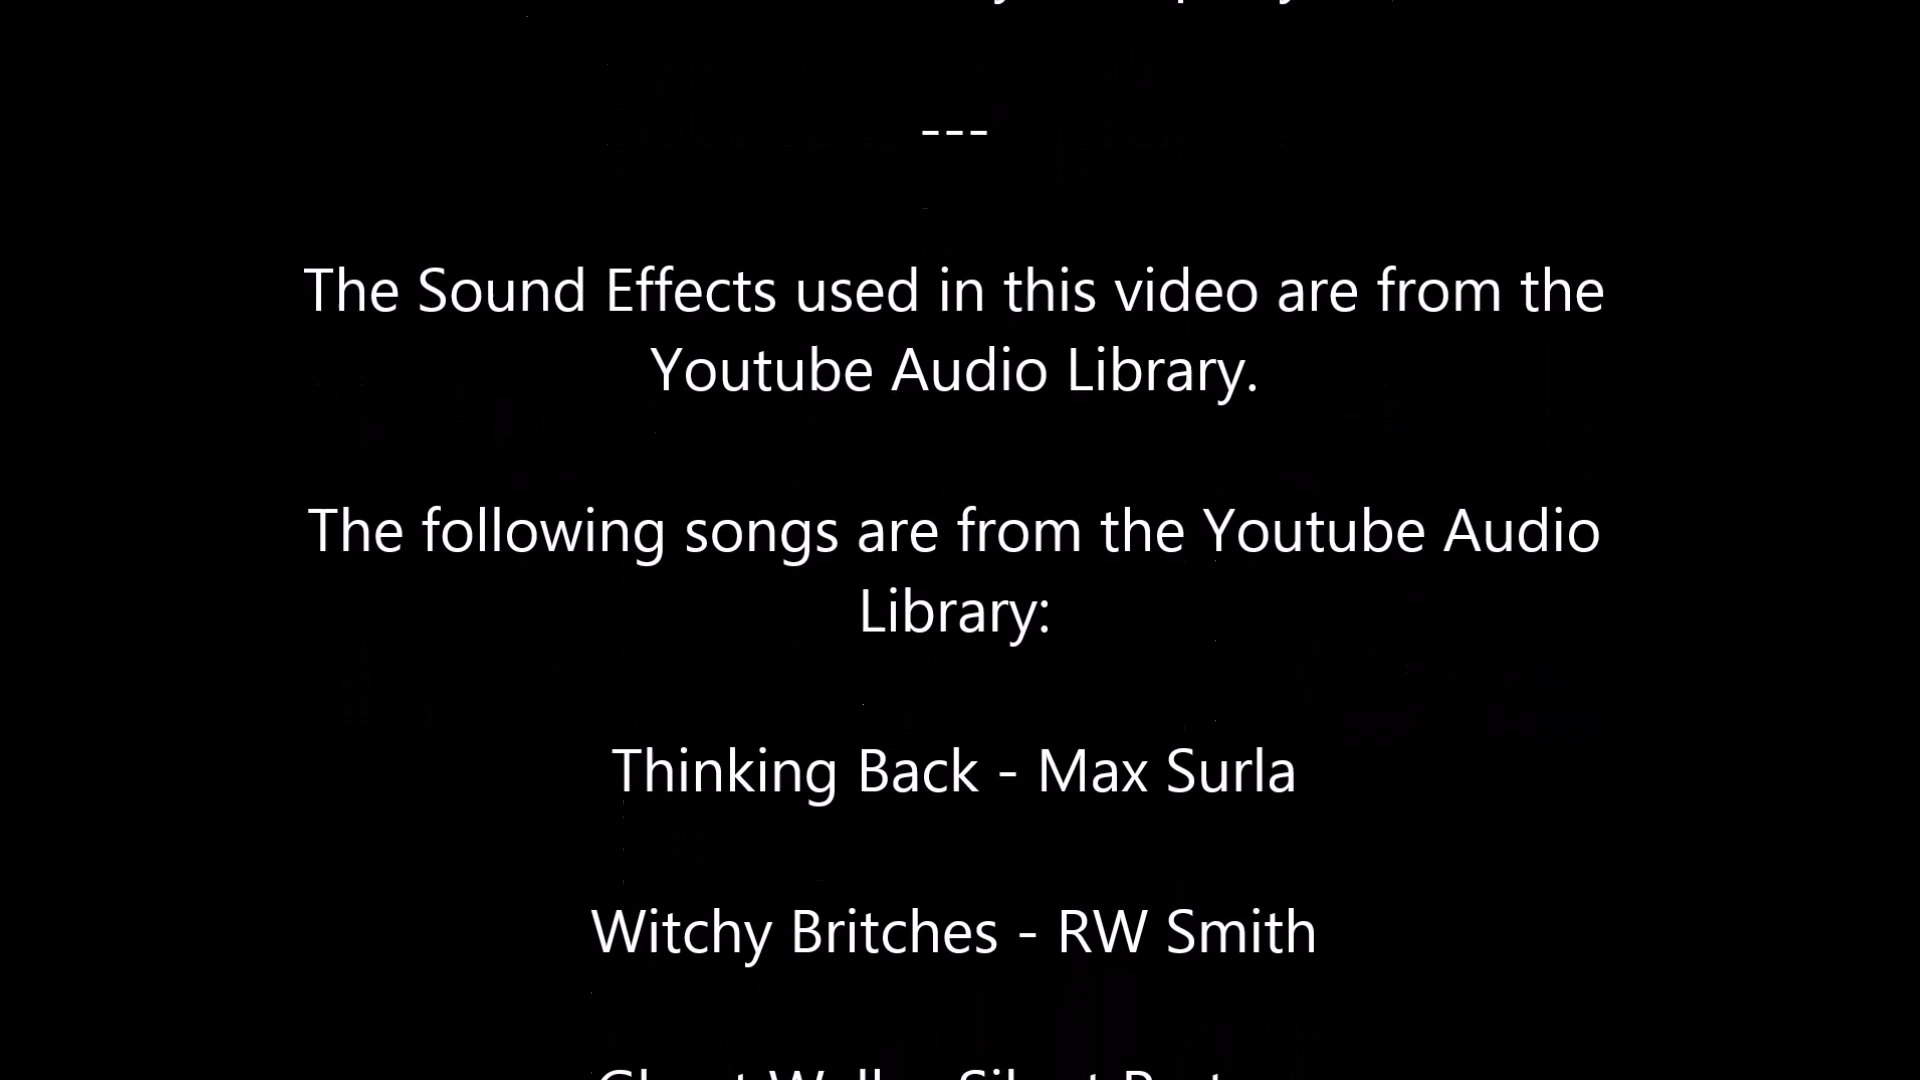 ---
The Sound Effects used in this video are from the
Youtube Audio Library.
The following songs are from the Youtube Audio
Library:
Thinking Back - Max Surla
Witchy Britches - RW Smith